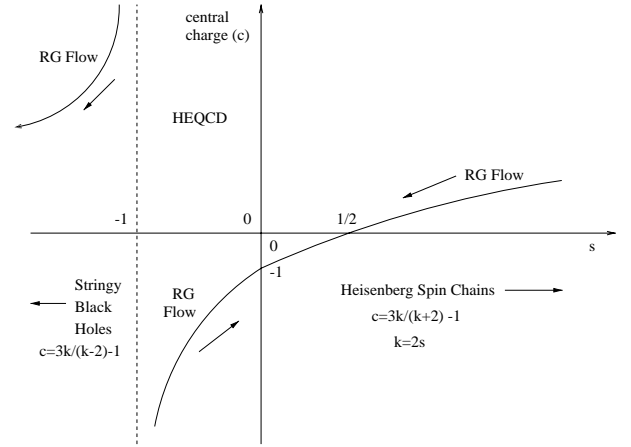 central
charge (c)
RG Flow
HEQCD
RG Flow
-1
0
1/2
0
s
-1
Stringy
Black
Holes
c=3k/(k-2)-1
RG
Flow
Heisenberg Spin Chains
c=3k/(k+2) -1
k=2s